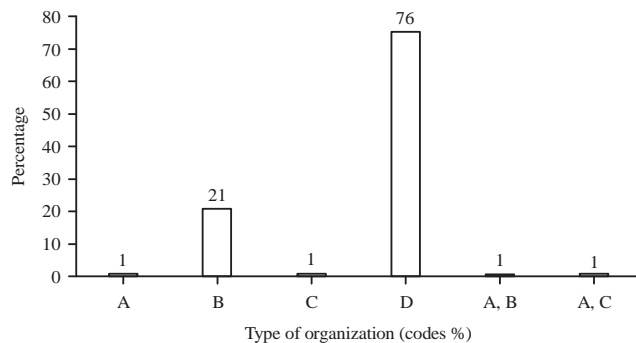 80
70
60
50
40
30
20
10
0
Percentage
1
21
1
76
1
1
A
B
C
D
A, B
A, C
Type of organization (codes %)